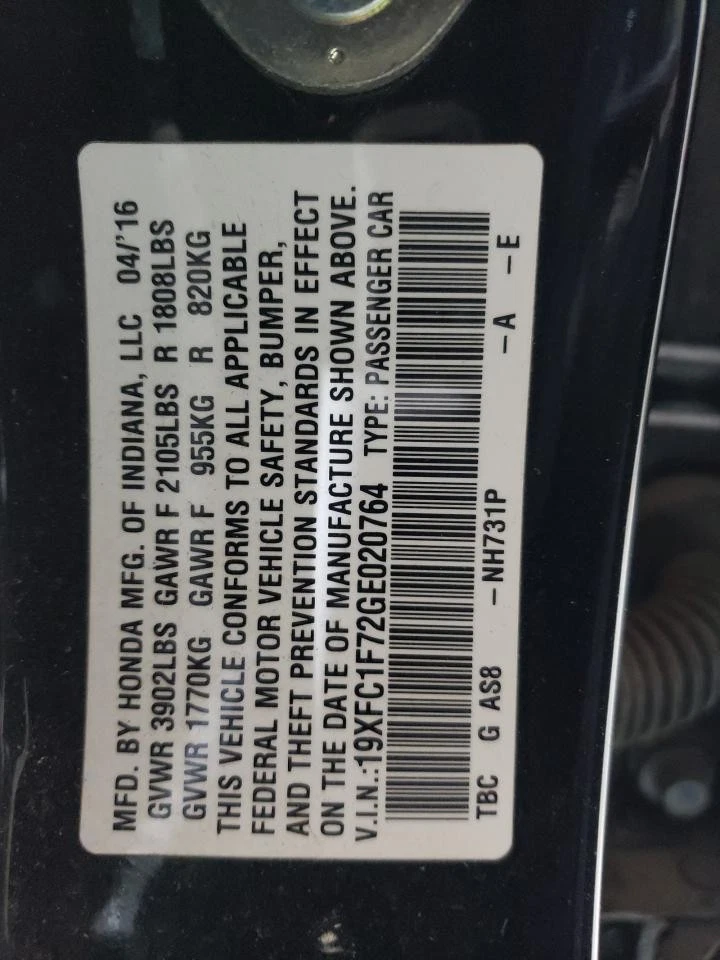 MFD. BY HONDA MFG. OF INDIANA, LLC 04/'16
GVWR 3902LBS GAWR F 2105LBS R 1808LBS
GVWR 1770KG GAWR F 955KG R 820KG
THIS VEHICLE CONFORMS TO ALL APPLICABLE
FEDERAL MOTOR VEHICLE SAFETY, BUMPER,
AND THEFT PREVENTION STANDARDS IN EFFECT
ON THE DATE OF MANUFACTURE SHOWN ABOVE.
V.I.N.:19XFC1F72GE020764 TYPE: PASSENGER CAR
TBC G AS8 –NH731P –A –E